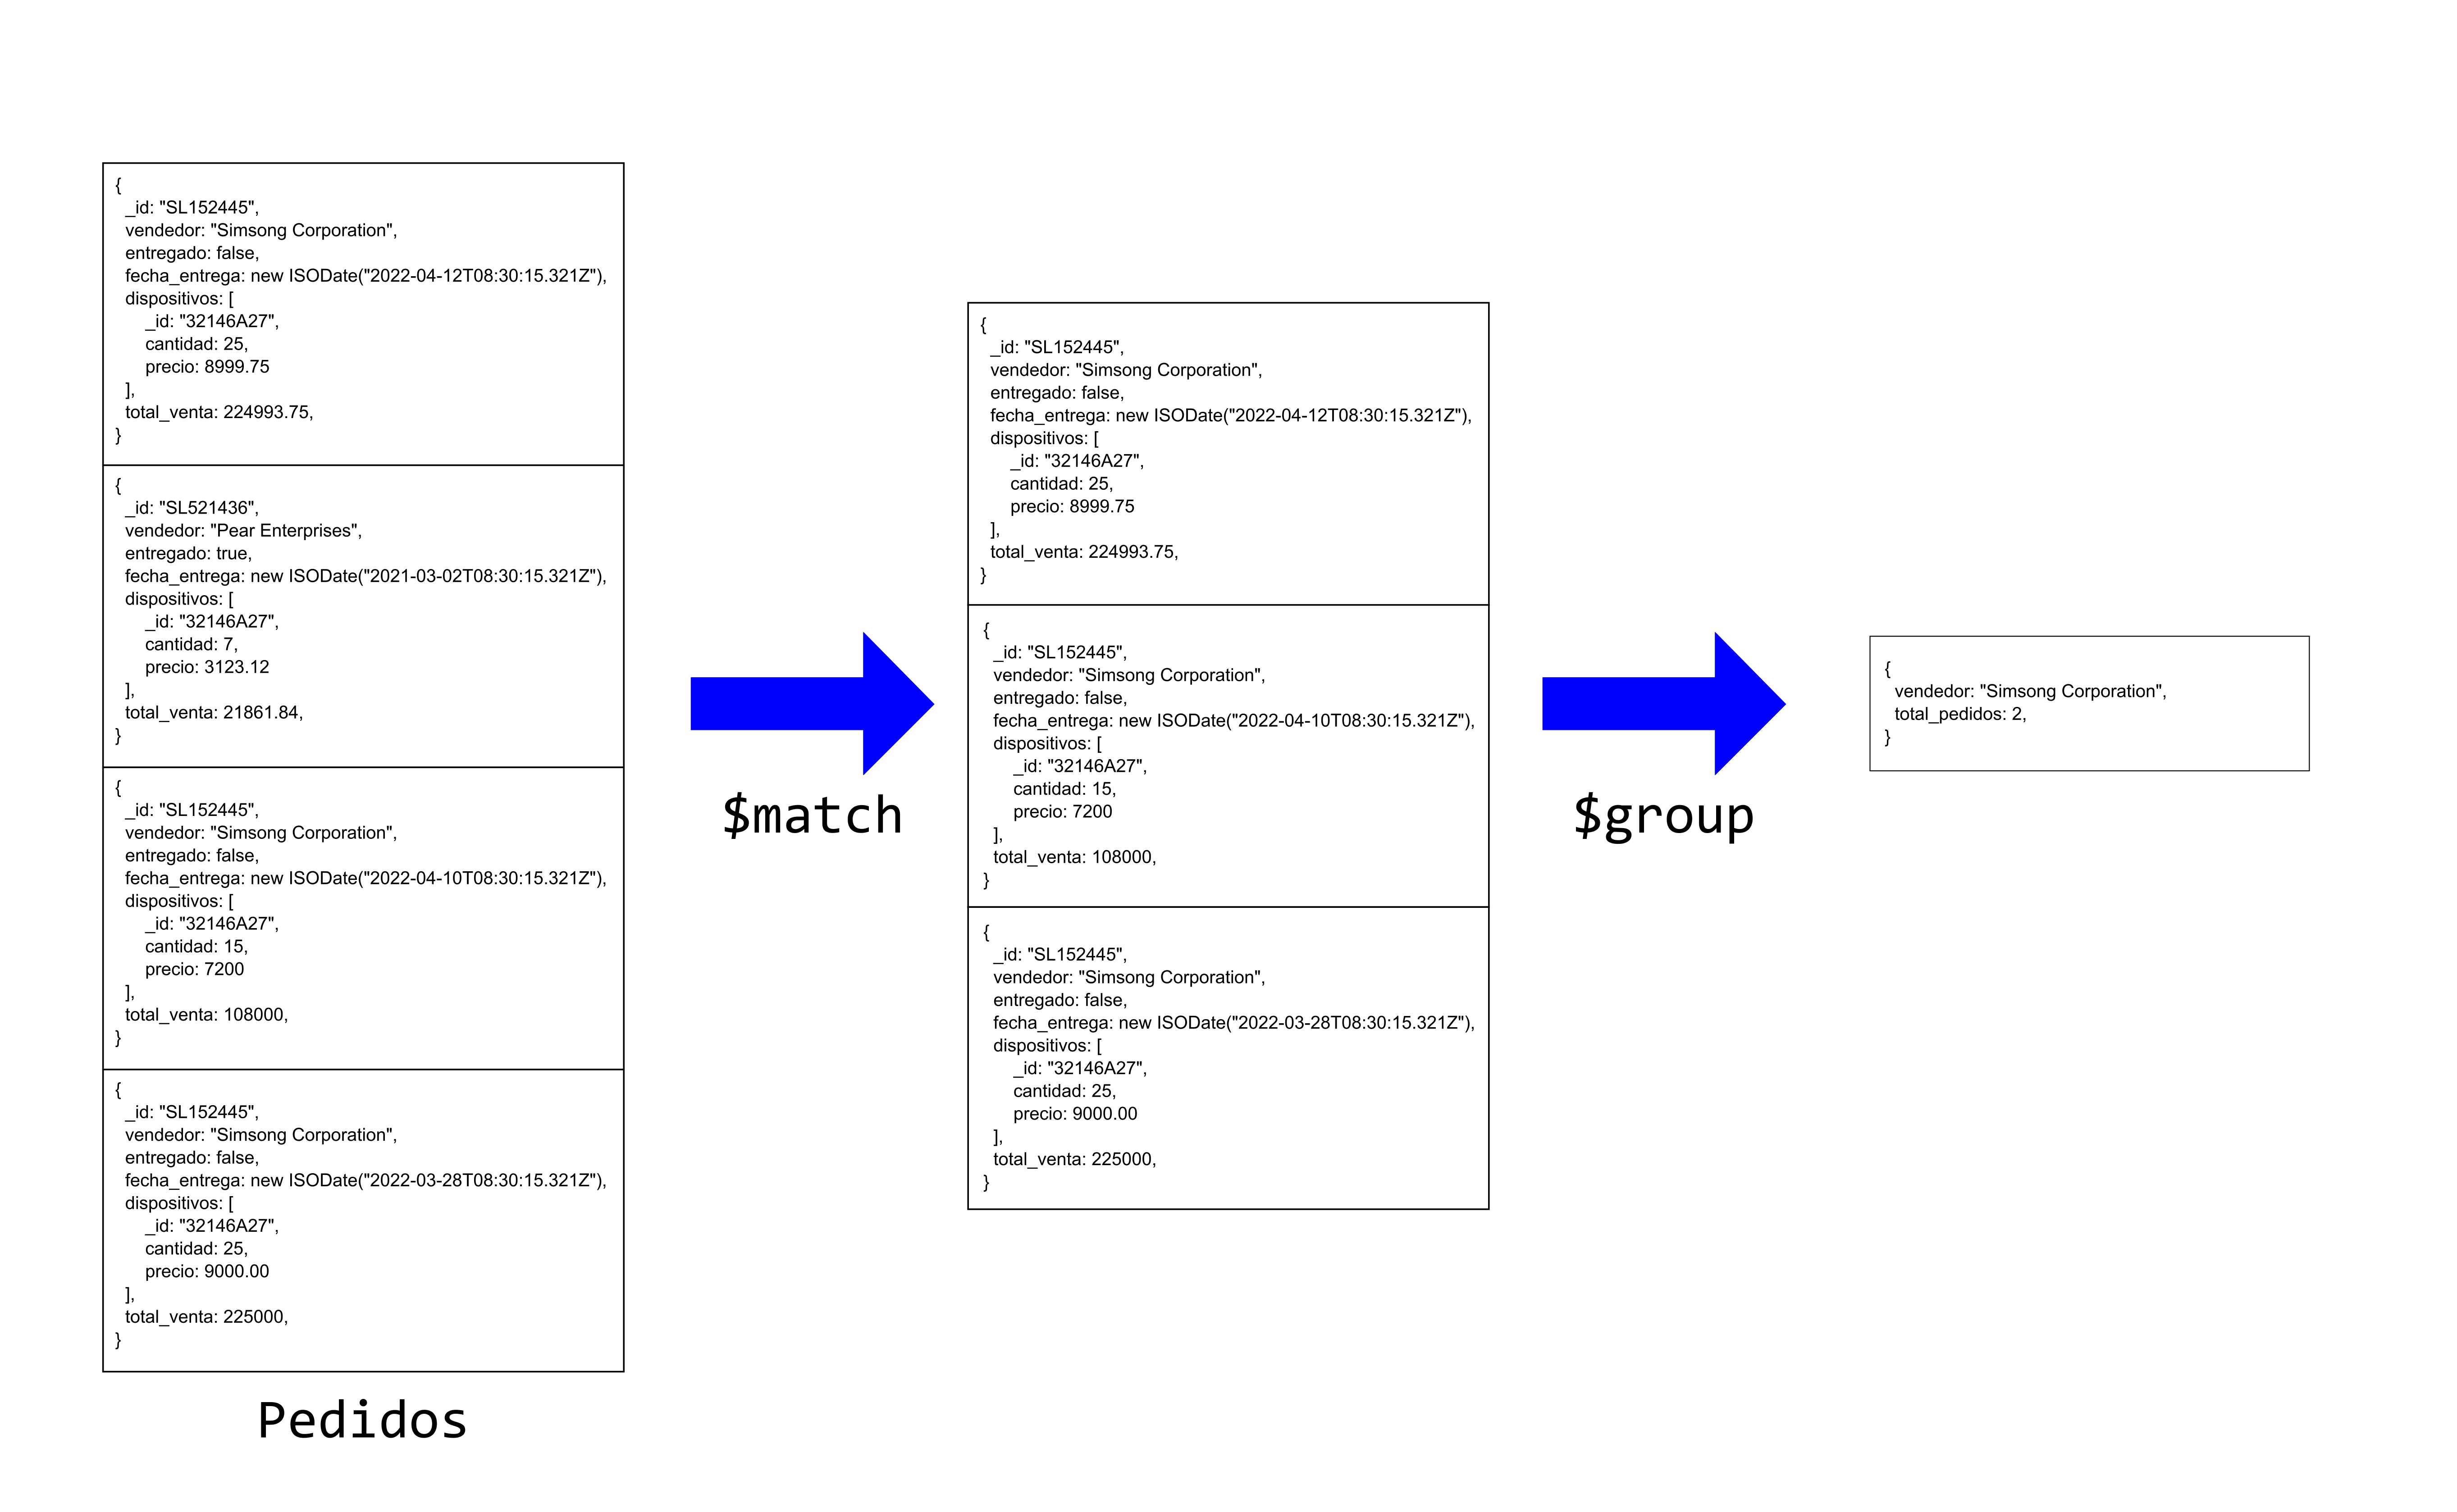 {
_id: "SL152445",
vendedor: "Simsong Corporation",
entregado: false,
fecha_entrega: new ISODate("2022-04-12T08:30:15.321Z"),
dispositivos: [
_id: "32146A27",
cantidad: 25,
precio: 8999.75
],
total_venta: 224993.75,
}
{
_id: "SL521436",
vendedor: "Pear Enterprises",
entregado: true,
fecha_entrega: new ISODate("2021-03-02T08:30:15.321Z"),
dispositivos: [
_id: "32146A27",
cantidad: 7,
precio: 3123.12
],
total_venta: 21861.84,
}
{
_id: "SL152445",
vendedor: "Simsong Corporation",
entregado: false,
fecha_entrega: new ISODate("2022-04-10T08:30:15.321Z"),
dispositivos: [
_id: "32146A27",
cantidad: 15,
precio: 7200
],
total_venta: 108000,
}
{
_id: "SL152445",
vendedor: "Simsong Corporation",
entregado: false,
fecha_entrega: new ISODate("2022-03-28T08:30:15.321Z"),
dispositivos: [
_id: "32146A27",
cantidad: 25,
precio: 9000.00
],
total_venta: 225000,
}
Pedidos
$match
{
_id: "SL152445",
vendedor: "Simsong Corporation",
entregado: false,
fecha_entrega: new ISODate("2022-04-12T08:30:15.321Z"),
dispositivos: [
_id: "32146A27",
cantidad: 25,
precio: 8999.75
],
total_venta: 224993.75,
}
{
_id: "SL152445",
vendedor: "Simsong Corporation",
entregado: false,
fecha_entrega: new ISODate("2022-04-10T08:30:15.321Z"),
dispositivos: [
_id: "32146A27",
cantidad: 15,
precio: 7200
],
total_venta: 108000,
}
{
_id: "SL152445",
vendedor: "Simsong Corporation",
entregado: false,
fecha_entrega: new ISODate("2022-03-28T08:30:15.321Z"),
dispositivos: [
_id: "32146A27",
cantidad: 25,
precio: 9000.00
],
total_venta: 225000,
}
$group
{
vendedor: "Simsong Corporation",
total_pedidos: 2,
}